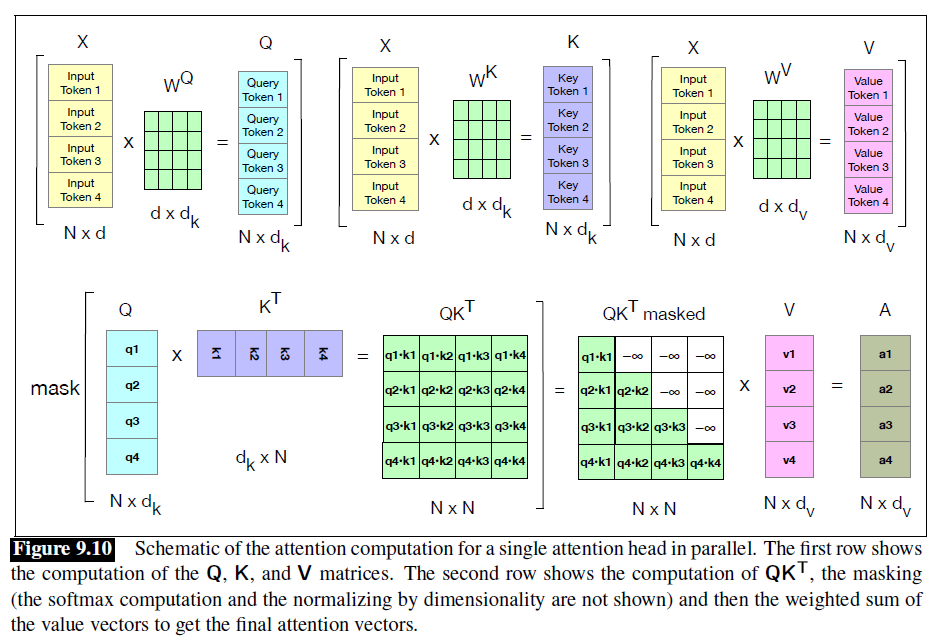 X Q X K X V
W^Q W^K W^V
Input Token 1 Query Token 1 Input Token 1 Key Token 1 Input Token 1 Value Token 1
Input Token 2 Query Token 2 Input Token 2 Key Token 2 Input Token 2 Value Token 2
x = x = x =
Input Token 3 Query Token 3 Input Token 3 Key Token 3 Input Token 3 Value Token 3
Input Token 4 Query Token 4 Input Token 4 Key Token 4 Input Token 4 Value Token 4
d x d_k d x d_k d x d_v
N x d N x d_k N x d N x d_k N x d N x d_v
Q K^T QK^T QK^T masked V A
q1 k1 k2 k3 k4 q1•k1 q1•k2 q1•k3 q1•k4 q1•k1 −∞ −∞ −∞ v1 a1
x = x =
mask q2 q2•k1 q2•k2 q2•k3 q2•k4 = q2•k1 q2•k2 −∞ −∞ v2 a2
q3 q3•k1 q3•k2 q3•k3 q3•k4 q3•k1 q3•k2 q3•k3 −∞ v3 a3
q4 d_k x N q4•k1 q4•k2 q4•k3 q4•k4 q4•k1 q4•k2 q4•k3 q4•k4 v4 a4
N x d_k N x N N x N N x d_v N x d_v
Figure 9.10 Schematic of the attention computation for a single attention head in parallel. The first row shows
the computation of the Q, K, and V matrices. The second row shows the computation of QK^T, the masking
(the softmax computation and the normalizing by dimensionality are not shown) and then the weighted sum of
the value vectors to get the final attention vectors.